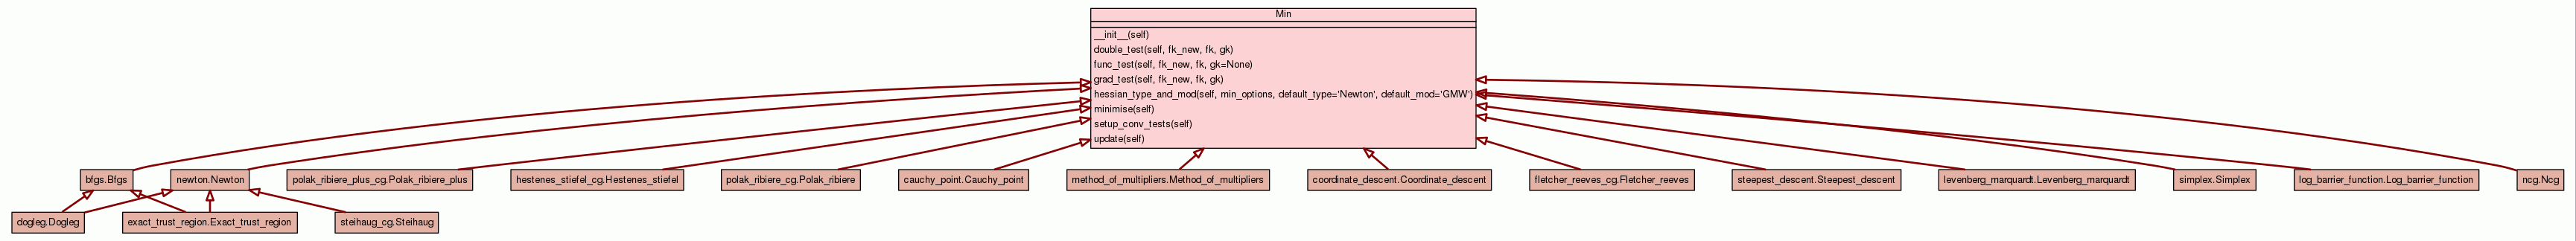 Min
__init__(self)
double_test(self, fk_new, fk, gk)
func_test(self, fk_new, fk, gk=None)
grad_test(self, fk_new, fk, gk)
hessian_type_and_mod(self, min_options, default_type='Newton', default_mod='GMW')
minimise(self)
setup_conv_tests(self)
update(self)
bfgs.Bfgs
newton.Newton
polak_ribiere_plus_cg.Polak_ribiere_plus
hestenes_stiefel_cg.Hestenes_stiefel
polak_ribiere_cg.Polak_ribiere
cauchy_point.Cauchy_point
method_of_multipliers.Method_of_multipliers
coordinate_descent.Coordinate_descent
fletcher_reeves_cg.Fletcher_reeves
steepest_descent.Steepest_descent
levenberg_marquardt.Levenberg_marquardt
simplex.Simplex
log_barrier_function.Log_barrier_function
ncg.Ncg
dogleg.Dogleg
exact_trust_region.Exact_trust_region
steihaug_cg.Steihaug